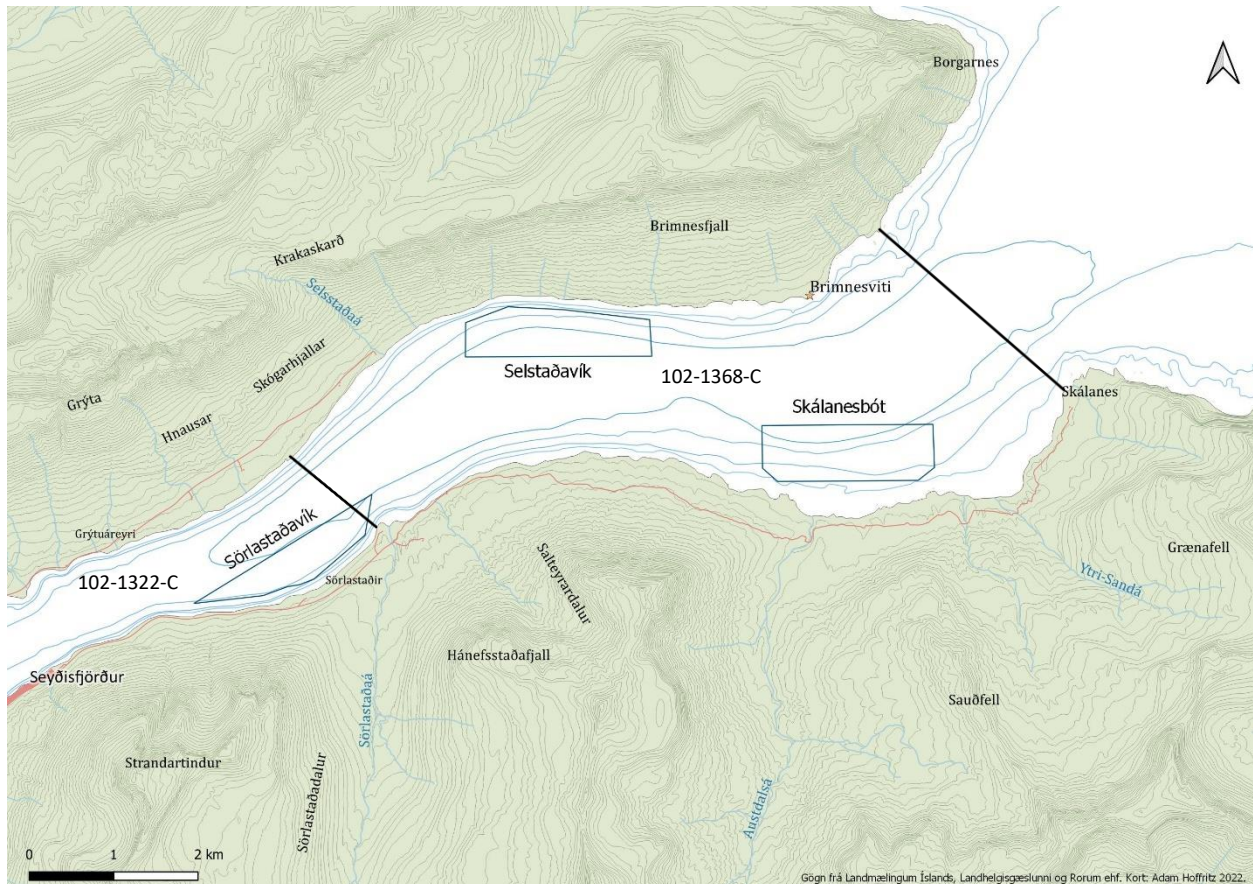 Borgarnes
Brimnesfjall
Krakaskarð
Selsstaðaá
Brimnesviti
Skógarhjallar
Selstaðavík
102-1368-C
Skálanes
Grýta
Hnausar
Skálanesbót
Sörlastaðavík
Grýtuáreyri
Grænafell
102-1322-C
Sörlastaðir
Salteyrardalur
Ytri-Sandá
Hánefsstaðafjall
Seyðisfjörður
Sauðfell
Sörlastaðaá
Strandartindur
Sörlastaðadalur
Austdalsá
0 1 2 km
Gögn frá Landmælingum Íslands, Landhelgisgæslunni og Rorum ehf. Kort: Adam Hoffritz 2022.